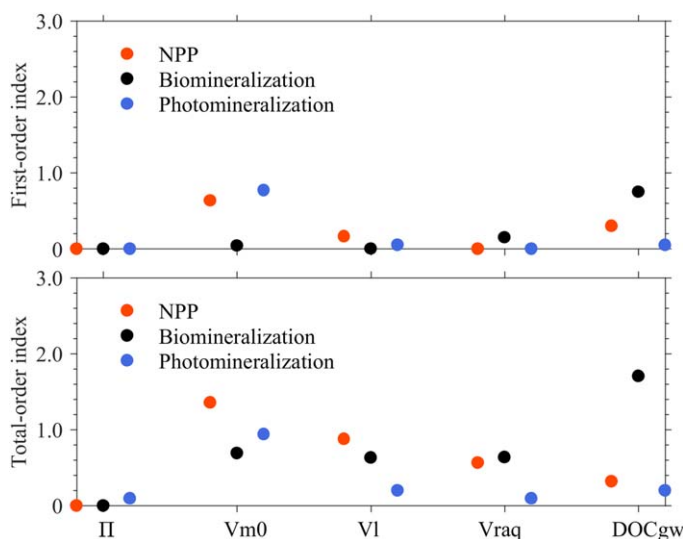 3.0
2.0
1.0
0
First-order index
NPP
Biomineralization
Photomineralization
3.0
2.0
1.0
0
Total-order index
NPP
Biomineralization
Photomineralization
Π Vm0 Vl Vraq DOCgw